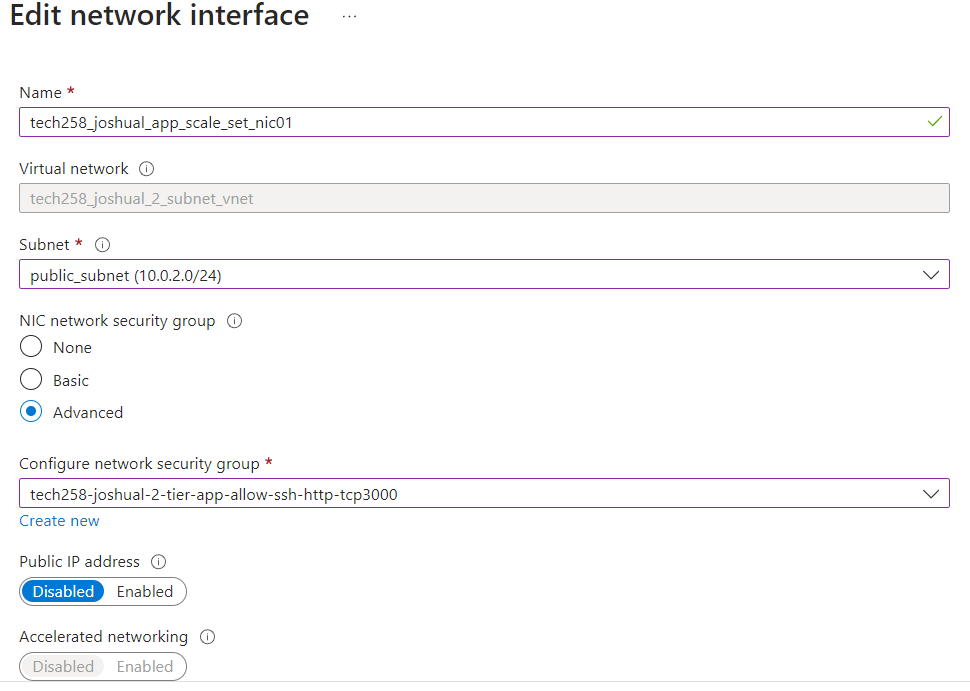 Edit network interface ...
Name *
tech258_joshual_app_scale_set_nic01
Virtual network
tech258_joshual_2_subnet_vnet
Subnet *
public_subnet (10.0.2.0/24)
NIC network security group
None
Basic
Advanced
Configure network security group *
tech258-joshual-2-tier-app-allow-ssh-http-tcp3000
Create new
Public IP address
Disabled Enabled
Accelerated networking
Disabled Enabled